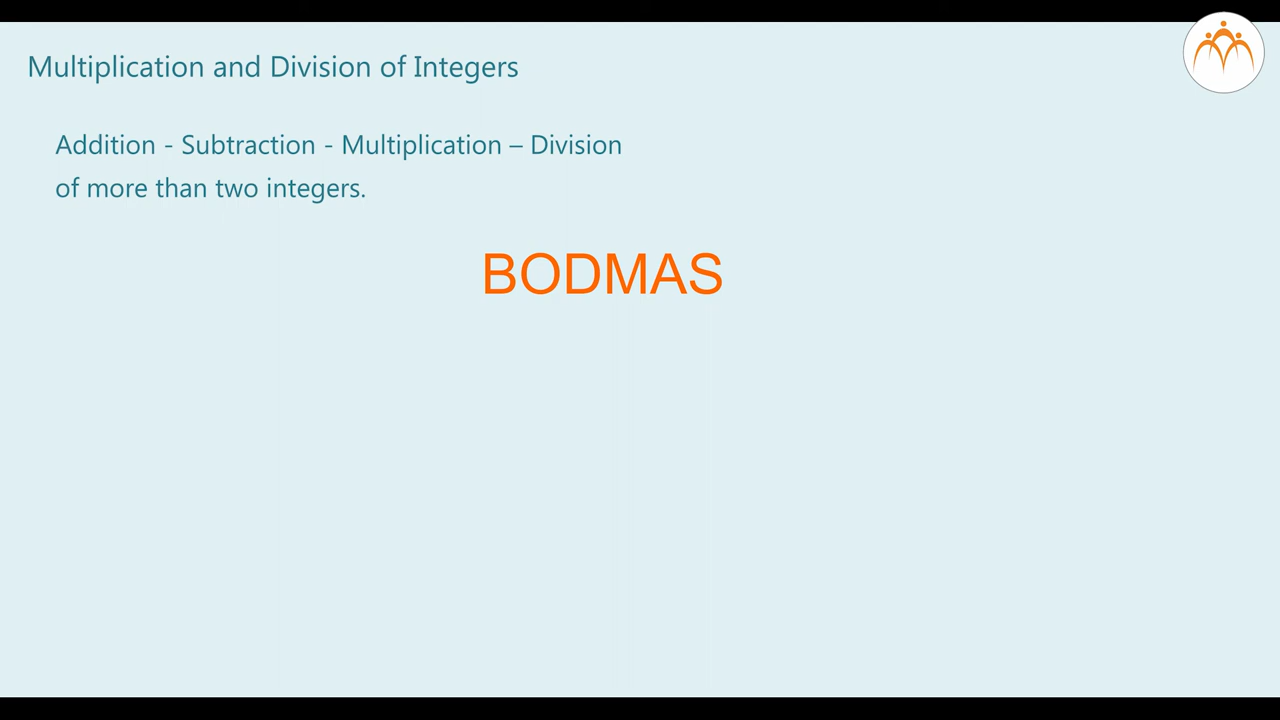 Multiplication and Division of Integers
Addition - Subtraction - Multiplication – Division
of more than two integers.
BODMAS